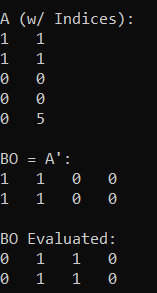 A (w/ Indices):
1 1
1 1
0 0
0 0
0 5
BO = A':
1 1 0 0
1 1 0 0
BO Evaluated:
0 1 1 0
0 1 1 0